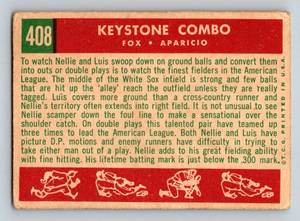 408
KEYSTONE COMBO
FOX • APARICIO
To watch Nellie and Luis swoop down on ground balls and convert them
into outs or double plays is to watch the finest fielders in the American
League. The middle of the White Sox infield is strong and few balls
that are hit up the 'alley' reach the outfield unless they are really
tagged. Luis covers more ground than a cross-country runner and
Nellie's territory often extends into right field. It is not unusual to see
Nellie scamper down the foul line to make a sensational over the
shoulder catch. On double plays this talented pair have teamed up
three times to lead the American League. Both Nellie and Luis have
picture D.P. motions and enemy runners have difficulty in trying to
take either man out of the play. Nellie adds to his great fielding ability
with fine hitting. His lifetime mark is just below the 300 mark.
©T.C.G. PRINTED IN U.S.A.